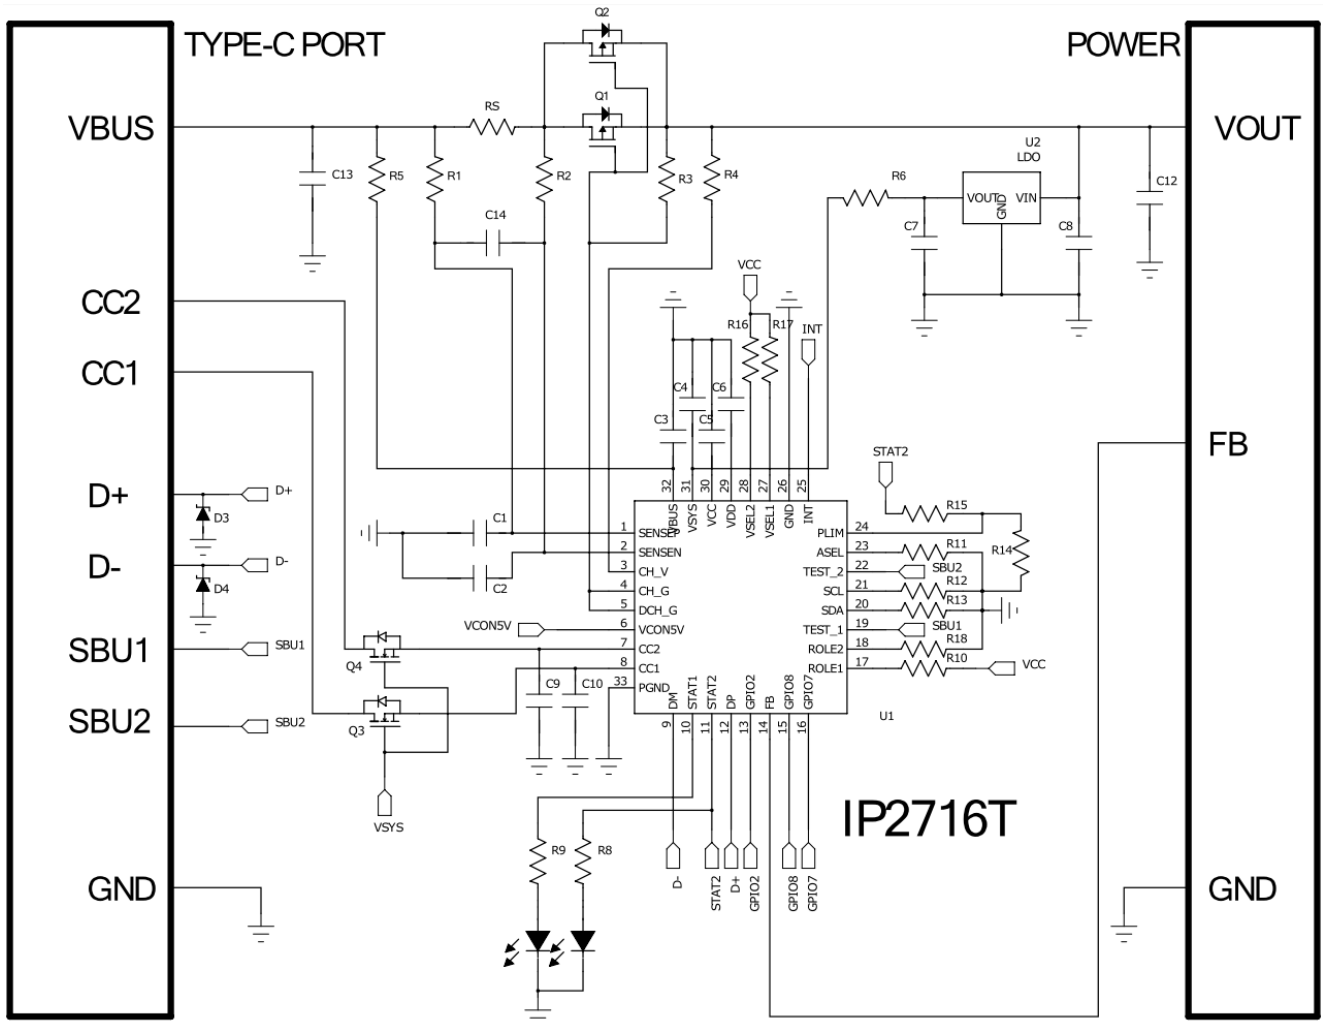 Q2
TYPE-C PORT
POWER
Q1
RS
VBUS
VOUT
U2
LDO
C13
R5
R1
R2
R3
R4
R6
VOUT
GND
VIN
C12
C14
C7
C8
VCC
CC2
R16
R17
INT
CC1
C4
C6
C3
C5
FB
STAT2
D+
D+
D3
32
31
30
29
28
27
26
25
VBUS
VSYS
VCC
VDD
VSEL2
VSEL1
GND
INT
R15
C1
1
SENSEP
PLIM
24
2
SENSEN
ASEL
23
R11
R14
D-
D-
3
CH_V
TEST_2
22
SBU2
D4
C2
4
CH_G
SCL
21
R12
5
DCH_G
SDA
20
R13
VCON5V
6
VCON5V
TEST_1
19
SBU1
SBU1
SBU1
7
CC2
ROLE2
18
R18
Q4
8
CC1
ROLE1
17
R10
VCC
C9
C10
33
PGND
DM
STAT1
STAT2
DP
GPIO2
FB
GPIO8
GPIO7
U1
SBU2
SBU2
Q3
9
10
11
12
13
14
15
16
VSYS
IP2716T
R9
R8
D-
STAT2
D+
GPIO2
GPIO8
GPIO7
GND
GND